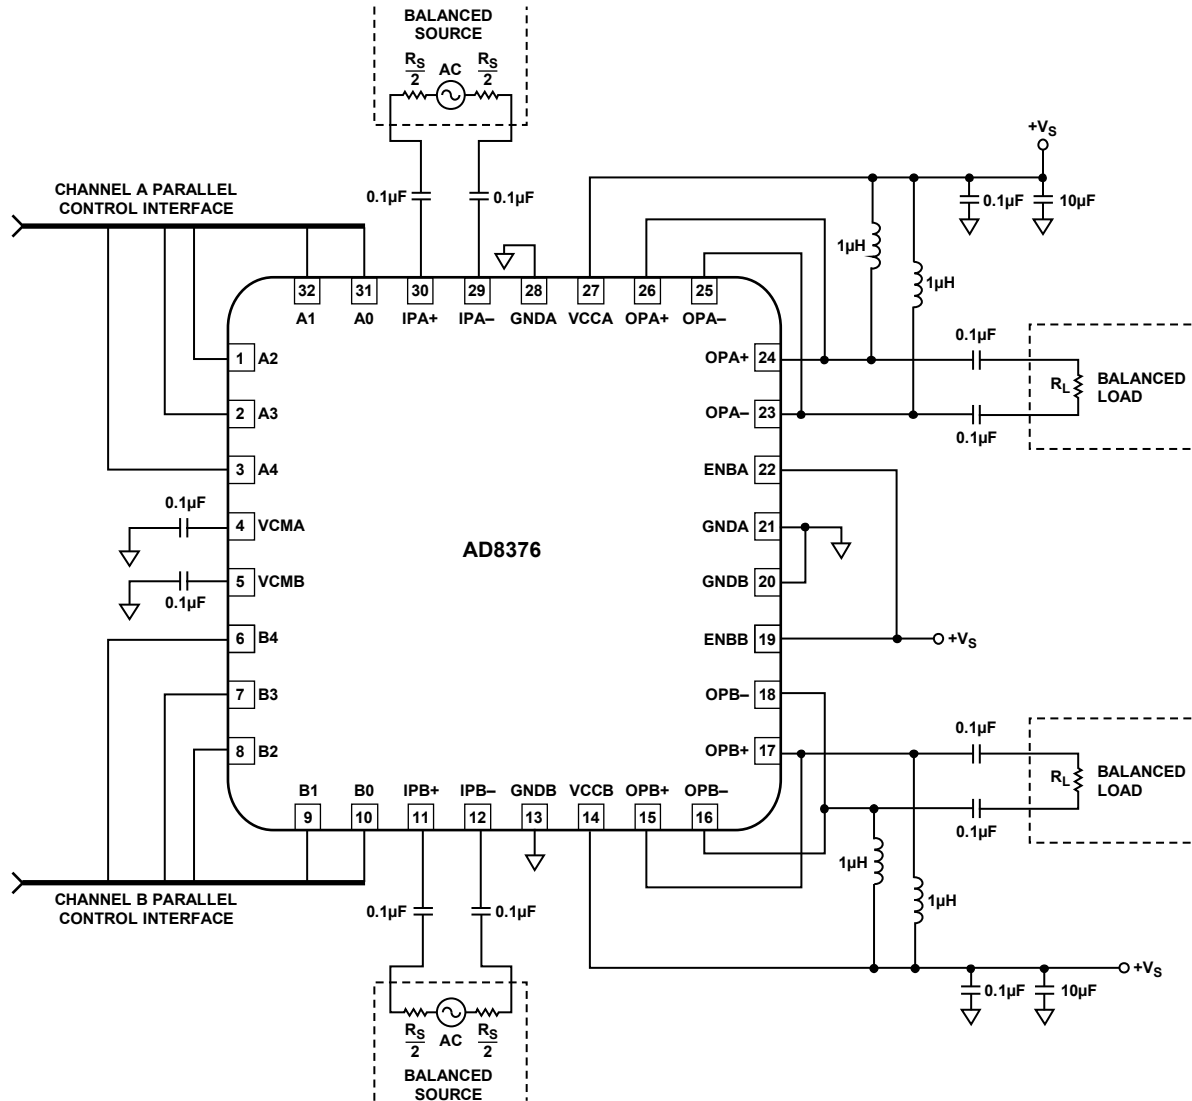 BALANCED
SOURCE
RS
2
AC
RS
2
+VS
CHANNEL A PARALLEL
CONTROL INTERFACE
0.1µF
0.1µF
0.1µF
10µF
1µH
1µH
32
31
30
29
28
27
26
25
A1
A0
IPA+
IPA–
GNDA
VCCA
OPA+
OPA–
1
A2
OPA+
24
0.1µF
RL
BALANCED
LOAD
2
A3
OPA–
23
0.1µF
3
A4
ENBA
22
0.1µF
4
VCMA
GNDA
21
AD8376
5
VCMB
GNDB
20
0.1µF
6
B4
ENBB
19
+VS
7
B3
OPB–
18
0.1µF
8
B2
OPB+
17
RL
BALANCED
LOAD
B1
B0
IPB+
IPB–
GNDB
VCCB
OPB+
OPB–
9
10
11
12
13
14
15
16
0.1µF
1µH
1µH
CHANNEL B PARALLEL
CONTROL INTERFACE
0.1µF
0.1µF
+VS
0.1µF
10µF
RS
2
AC
RS
2
BALANCED
SOURCE